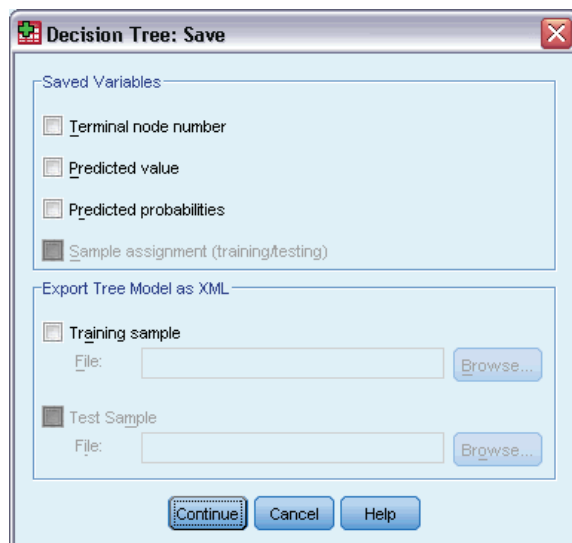 Decision Tree: Save
Saved Variables
Terminal node number
Predicted value
Predicted probabilities
Sample assignment (training/testing)
Export Tree Model as XML
Training sample
File:
Browse...
Test Sample
File:
Browse...
Continue
Cancel
Help